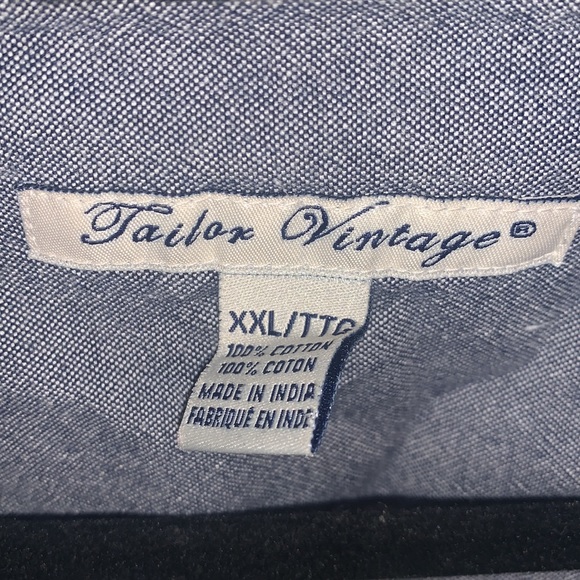 Tailor Vintage®
XXL/TTG
100% COTTON
100% COTON
MADE IN INDIA
FABRIQUÉ EN INDE